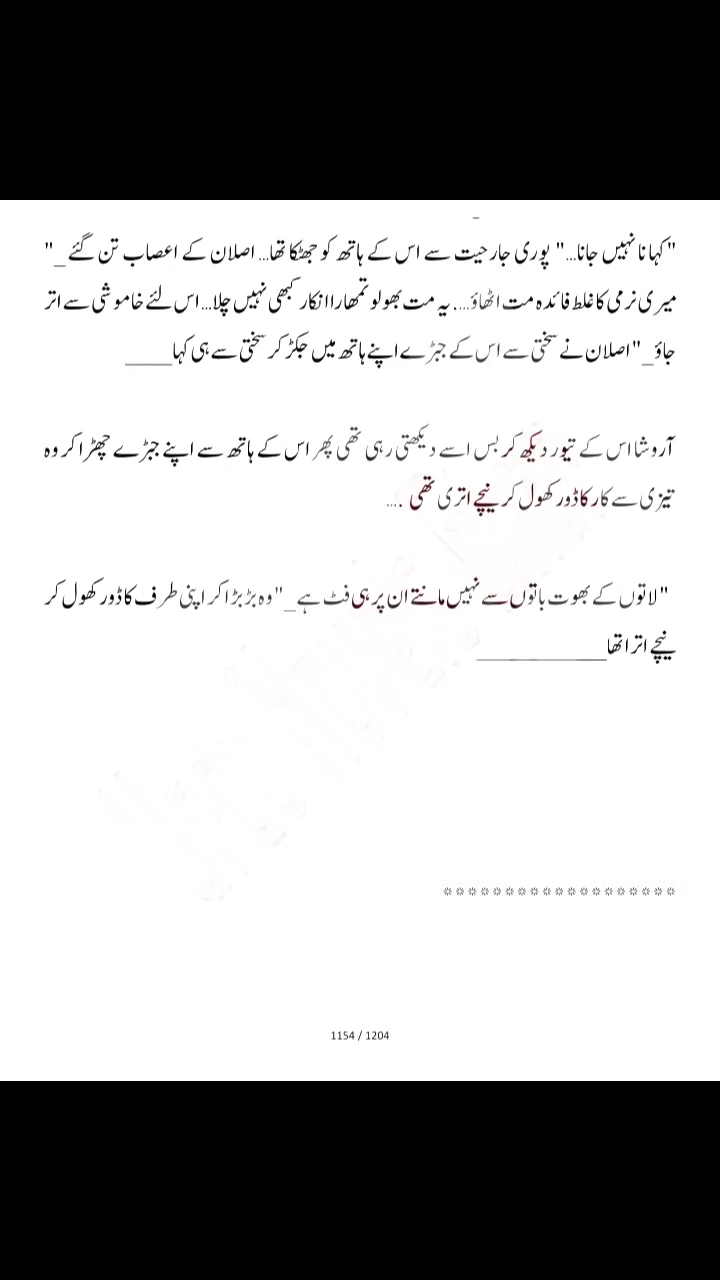 "کہا نا نہیں جانا..." پوری جارحیت سے اس کے ہاتھ کو جھٹکا تھا... اصلان کے اعصاب تن گئے _"
میری نرمی کا غلط فائدہ مت اٹھاؤ.... یہ مت بھولو تمھارا انکار کبھی نہیں چلا... اس لئے خاموشی سے اتر
جاؤ_" اصلان نے سختی سے اس کے جبڑے اپنے ہاتھ میں جکڑ کر سختی سے ہی کہا____
آروشا اس کے تیور دیکھ کر بس اسے دیکھتی رہی تھی پھر اس کے ہاتھ سے اپنے جبڑے چھڑا کر وہ
تیزی سے کار کا ڈور کھول کر نیچے اتری تھی ....
"لاتوں کے بھوت باتوں سے نہیں مانتے ان پر ہی فٹ ہے_" وہ بڑبڑا کر اپنی طرف کا ڈور کھول کر
نیچے اترا تھا___________
۞۞۞۞۞۞۞۞۞۞۞۞۞۞۞۞۞۞۞
1154 / 1204